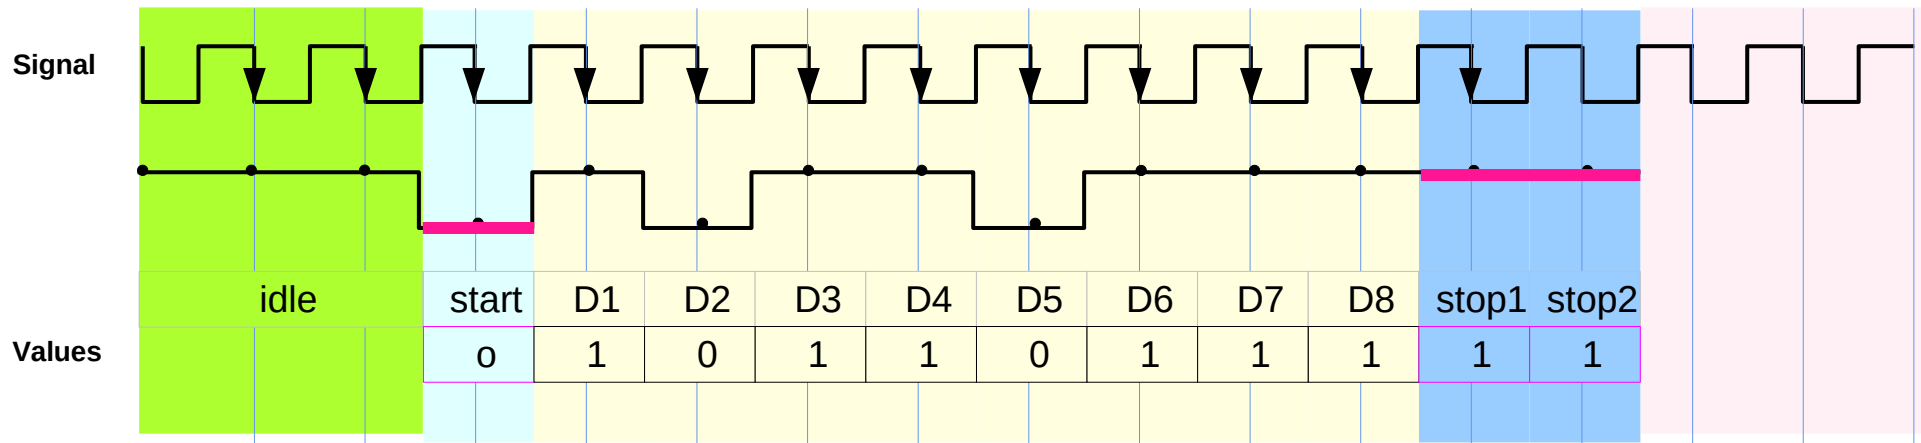 Signal
idle start D1 D2 D3 D4 D5 D6 D7 D8 stop1 stop2
Values o 1 0 1 1 0 1 1 1 1 1